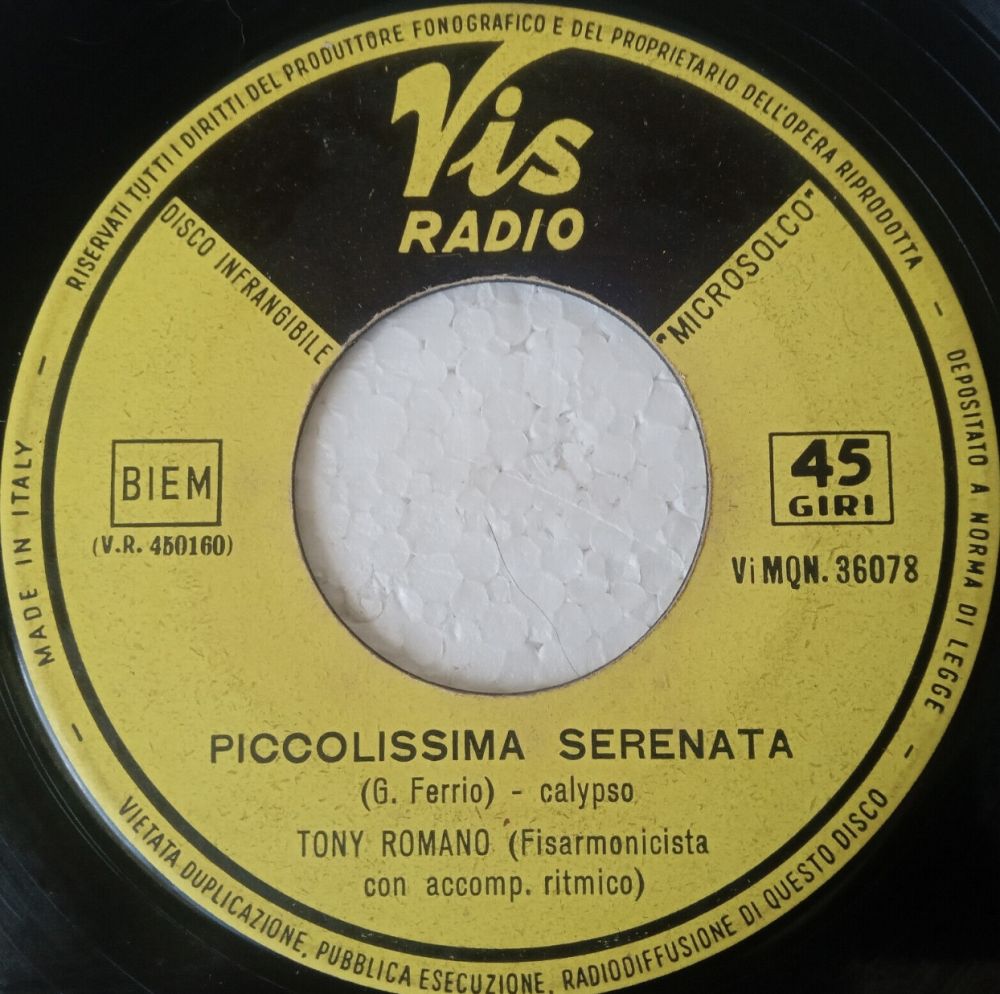 RISERVATI TUTTI I DIRITTI DEL PRODUTTORE FONOGRAFICO E DEL PROPRIETARIO DELL'OPERA RIPRODOTTA
- DEPOSITATO A NORMA DI LEGGE -
VIETATA DUPLICAZIONE, PUBBLICA ESECUZIONE, RADIODIFFUSIONE DI QUESTO DISCO
- MADE IN ITALY -
Vis
RADIO
DISCO INFRANGIBILE
"MICROSOLCO"
BIEM
(V.R. 450160)
45
GIRI
Vi MQN. 36078
PICCOLISSIMA SERENATA
(G. Ferrio) - calypso
TONY ROMANO (Fisarmonicista
con accomp. ritmico)